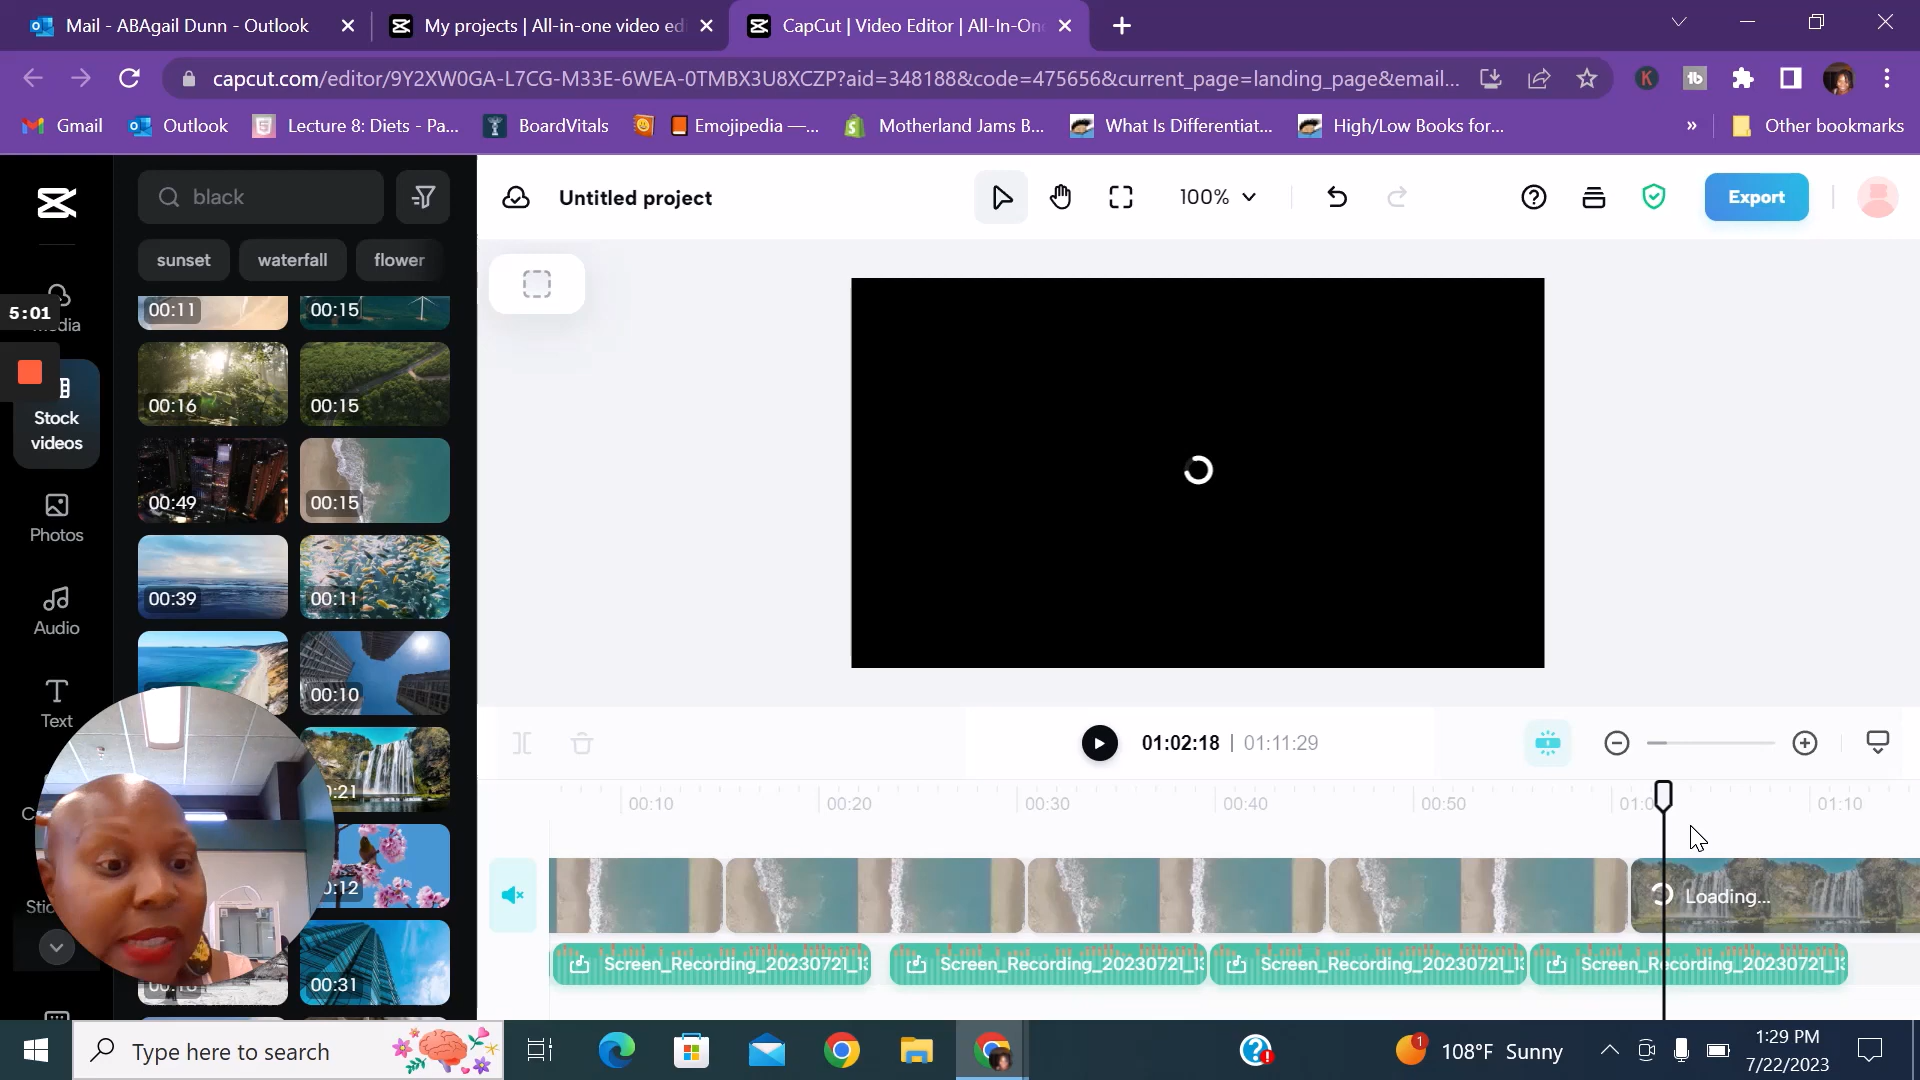 Mail - ABAgail Dunn - Outlook
My projects | All-in-one video ed
CapCut | Video Editor | All-In-On
capcut.com/editor/9Y2XW0GA-L7CG-M33E-6WEA-0TMBX3U8XCZP?aid=348188&code=475656&current_page=landing_page&email...
Gmail
Outlook
Lecture 8: Diets - Pa...
BoardVitals
Emojipedia —...
Motherland Jams B...
What Is Differentiat...
High/Low Books for...
»
Other bookmarks
black
Untitled project
100%
Export
sunset
waterfall
flower
5:01
Stock
videos
Photos
Audio
Text
00:11
00:15
00:16
00:15
00:49
00:15
00:39
00:11
00:10
00:31
01:02:18 | 01:11:29
00:10
00:20
00:30
00:40
00:50
01:10
Loading...
Screen_Recording_20230721_1
Screen_Recording_20230721_1
Screen_Recording_20230721_1
Screen_Recording_20230721_1
Type here to search
1
108°F Sunny
1:29 PM
7/22/2023